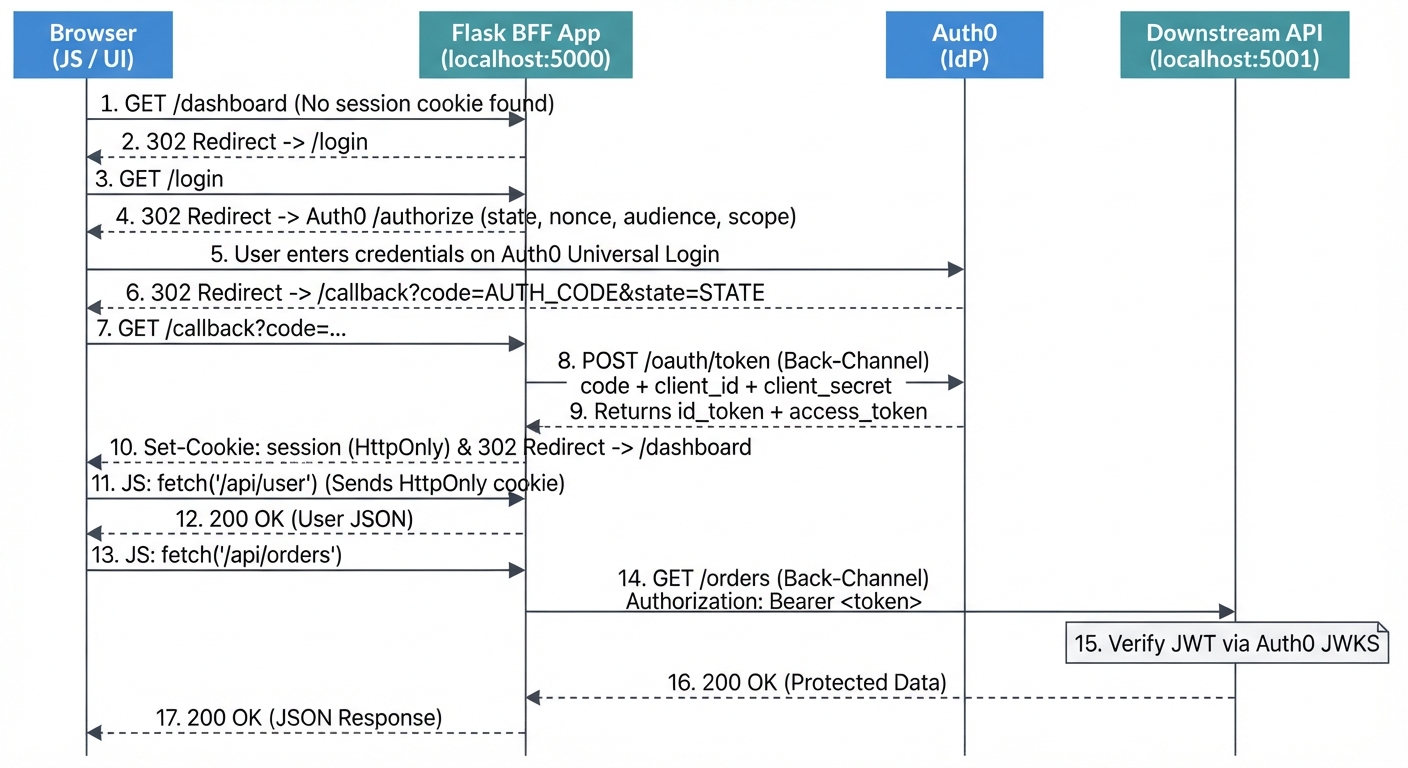 Browser
(JS / UI)
Flask BFF App
(localhost:5000)
Auth0
(IdP)
Downstream API
(localhost:5001)
1. GET /dashboard (No session cookie found)
2. 302 Redirect -> /login
3. GET /login
4. 302 Redirect -> Auth0 /authorize (state, nonce, audience, scope)
5. User enters credentials on Auth0 Universal Login
6. 302 Redirect -> /callback?code=AUTH_CODE&state=STATE
7. GET /callback?code=...
8. POST /oauth/token (Back-Channel)
code + client_id + client_secret
9. Returns id_token + access_token
10. Set-Cookie: session (HttpOnly) & 302 Redirect -> /dashboard
11. JS: fetch('/api/user') (Sends HttpOnly cookie)
12. 200 OK (User JSON)
13. JS: fetch('/api/orders')
14. GET /orders (Back-Channel)
Authorization: Bearer <token>
15. Verify JWT via Auth0 JWKS
16. 200 OK (Protected Data)
17. 200 OK (JSON Response)